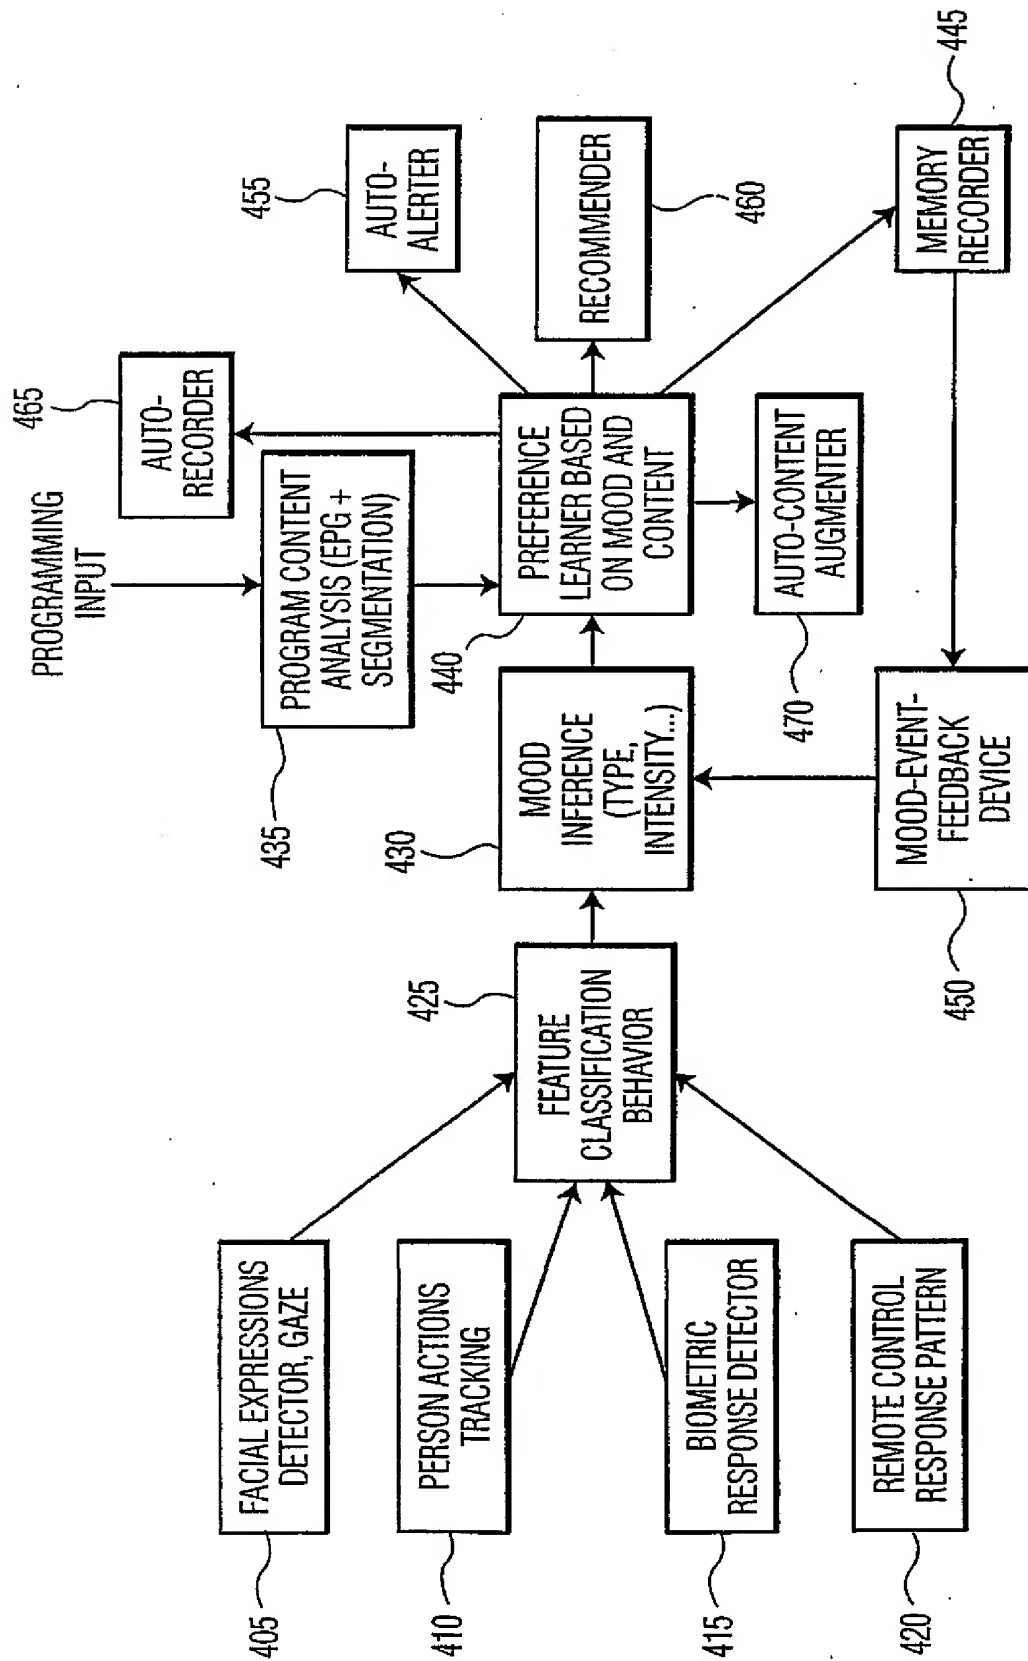 405
FACIAL EXPRESSIONS
DETECTOR, GAZE
410
PERSON ACTIONS
TRACKING
415
BIOMETRIC
RESPONSE DETECTOR
420
REMOTE CONTROL
RESPONSE PATTERN
425
FEATURE
CLASSIFICATION
BEHAVIOR
430
MOOD
INFERENCE
(TYPE,
INTENSITY..)
450
MOOD-EVENT-
FEEDBACK
DEVICE
PROGRAMMING
INPUT
435
PROGRAM CONTENT
ANALYSIS (EPG +
SEGMENTATION)
440
PREFERENCE
LEARNER BASED
ON MOOD AND
CONTENT
470
AUTO-CONTENT
AUGMENTER
465
AUTO-
RECORDER
455
AUTO-
ALERTER
RECOMMENDER
460
MEMORY
RECORDER
445